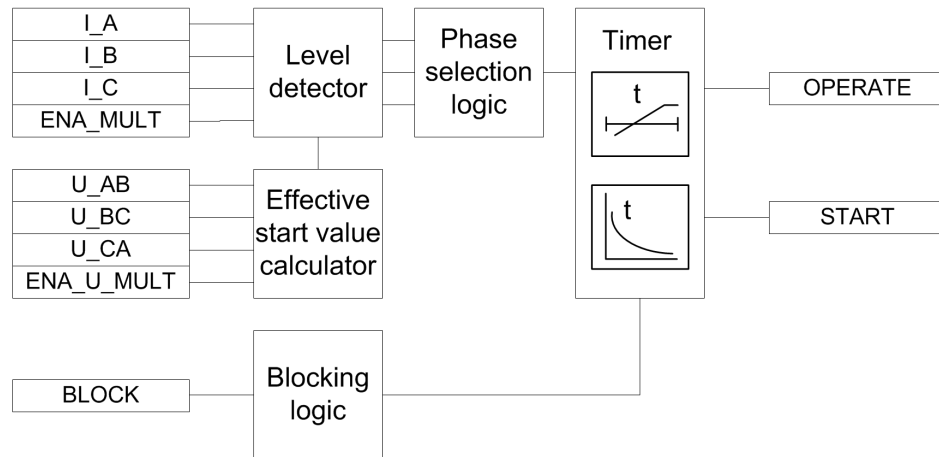 I_A
I_B
I_C
ENA_MULT
Level
detector
Phase
selection
logic
Timer
t
OPERATE
U_AB
U_BC
U_CA
ENA_U_MULT
Effective
start value
calculator
t
START
BLOCK
Blocking
logic